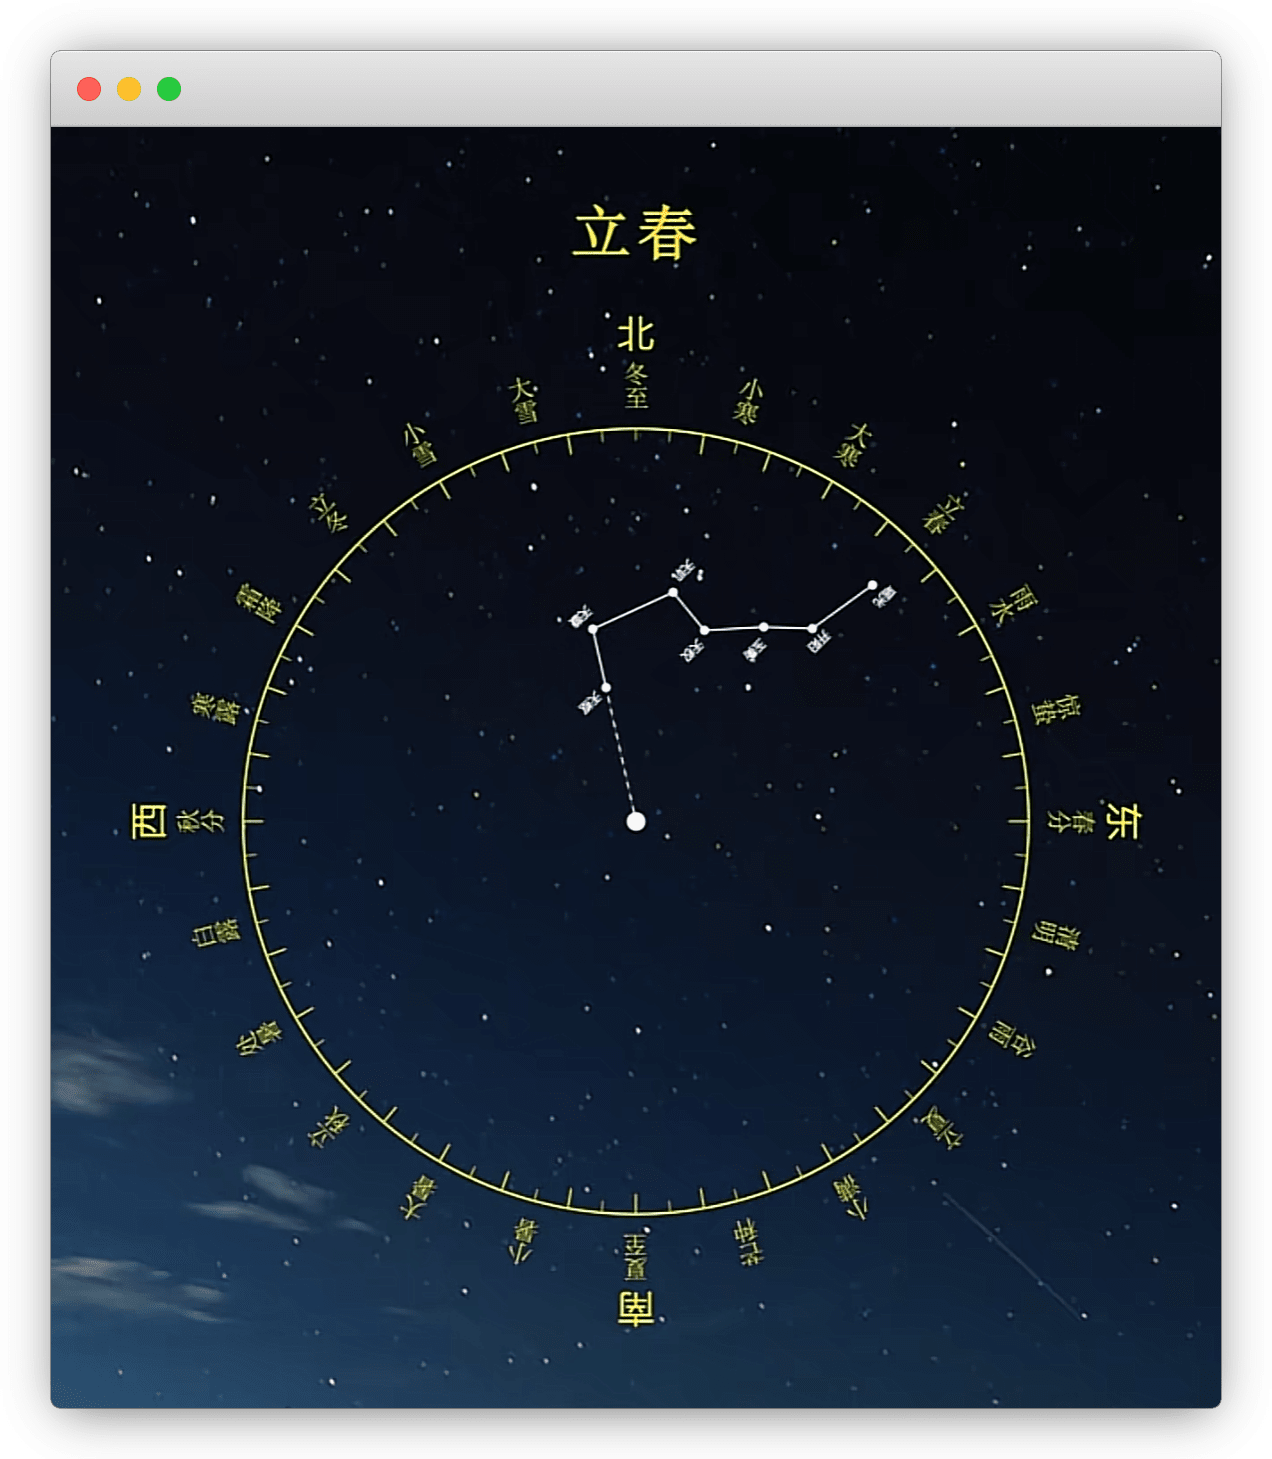 立春
北
冬至
小寒
大寒
立春
雨水
惊蛰
东
春分
清明
谷雨
立夏
小满
芒种
南
夏至
小暑
大暑
立秋
处暑
白露
西
秋分
寒露
霜降
立冬
小雪
大雪
天枢
天璇
天玑
天权
玉衡
开阳
摇光